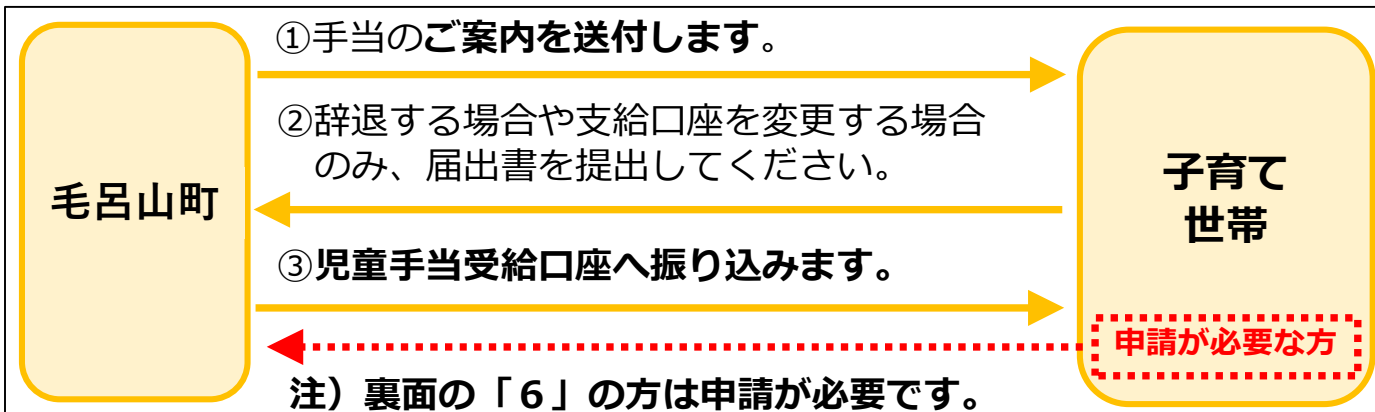 毛呂山町
①手当のご案内を送付します。
②辞退する場合や支給口座を変更する場合
のみ、届出書を提出してください。
③児童手当受給口座へ振り込みます。
子育て
世帯
申請が必要な方
注）裏面の「６」の方は申請が必要です。